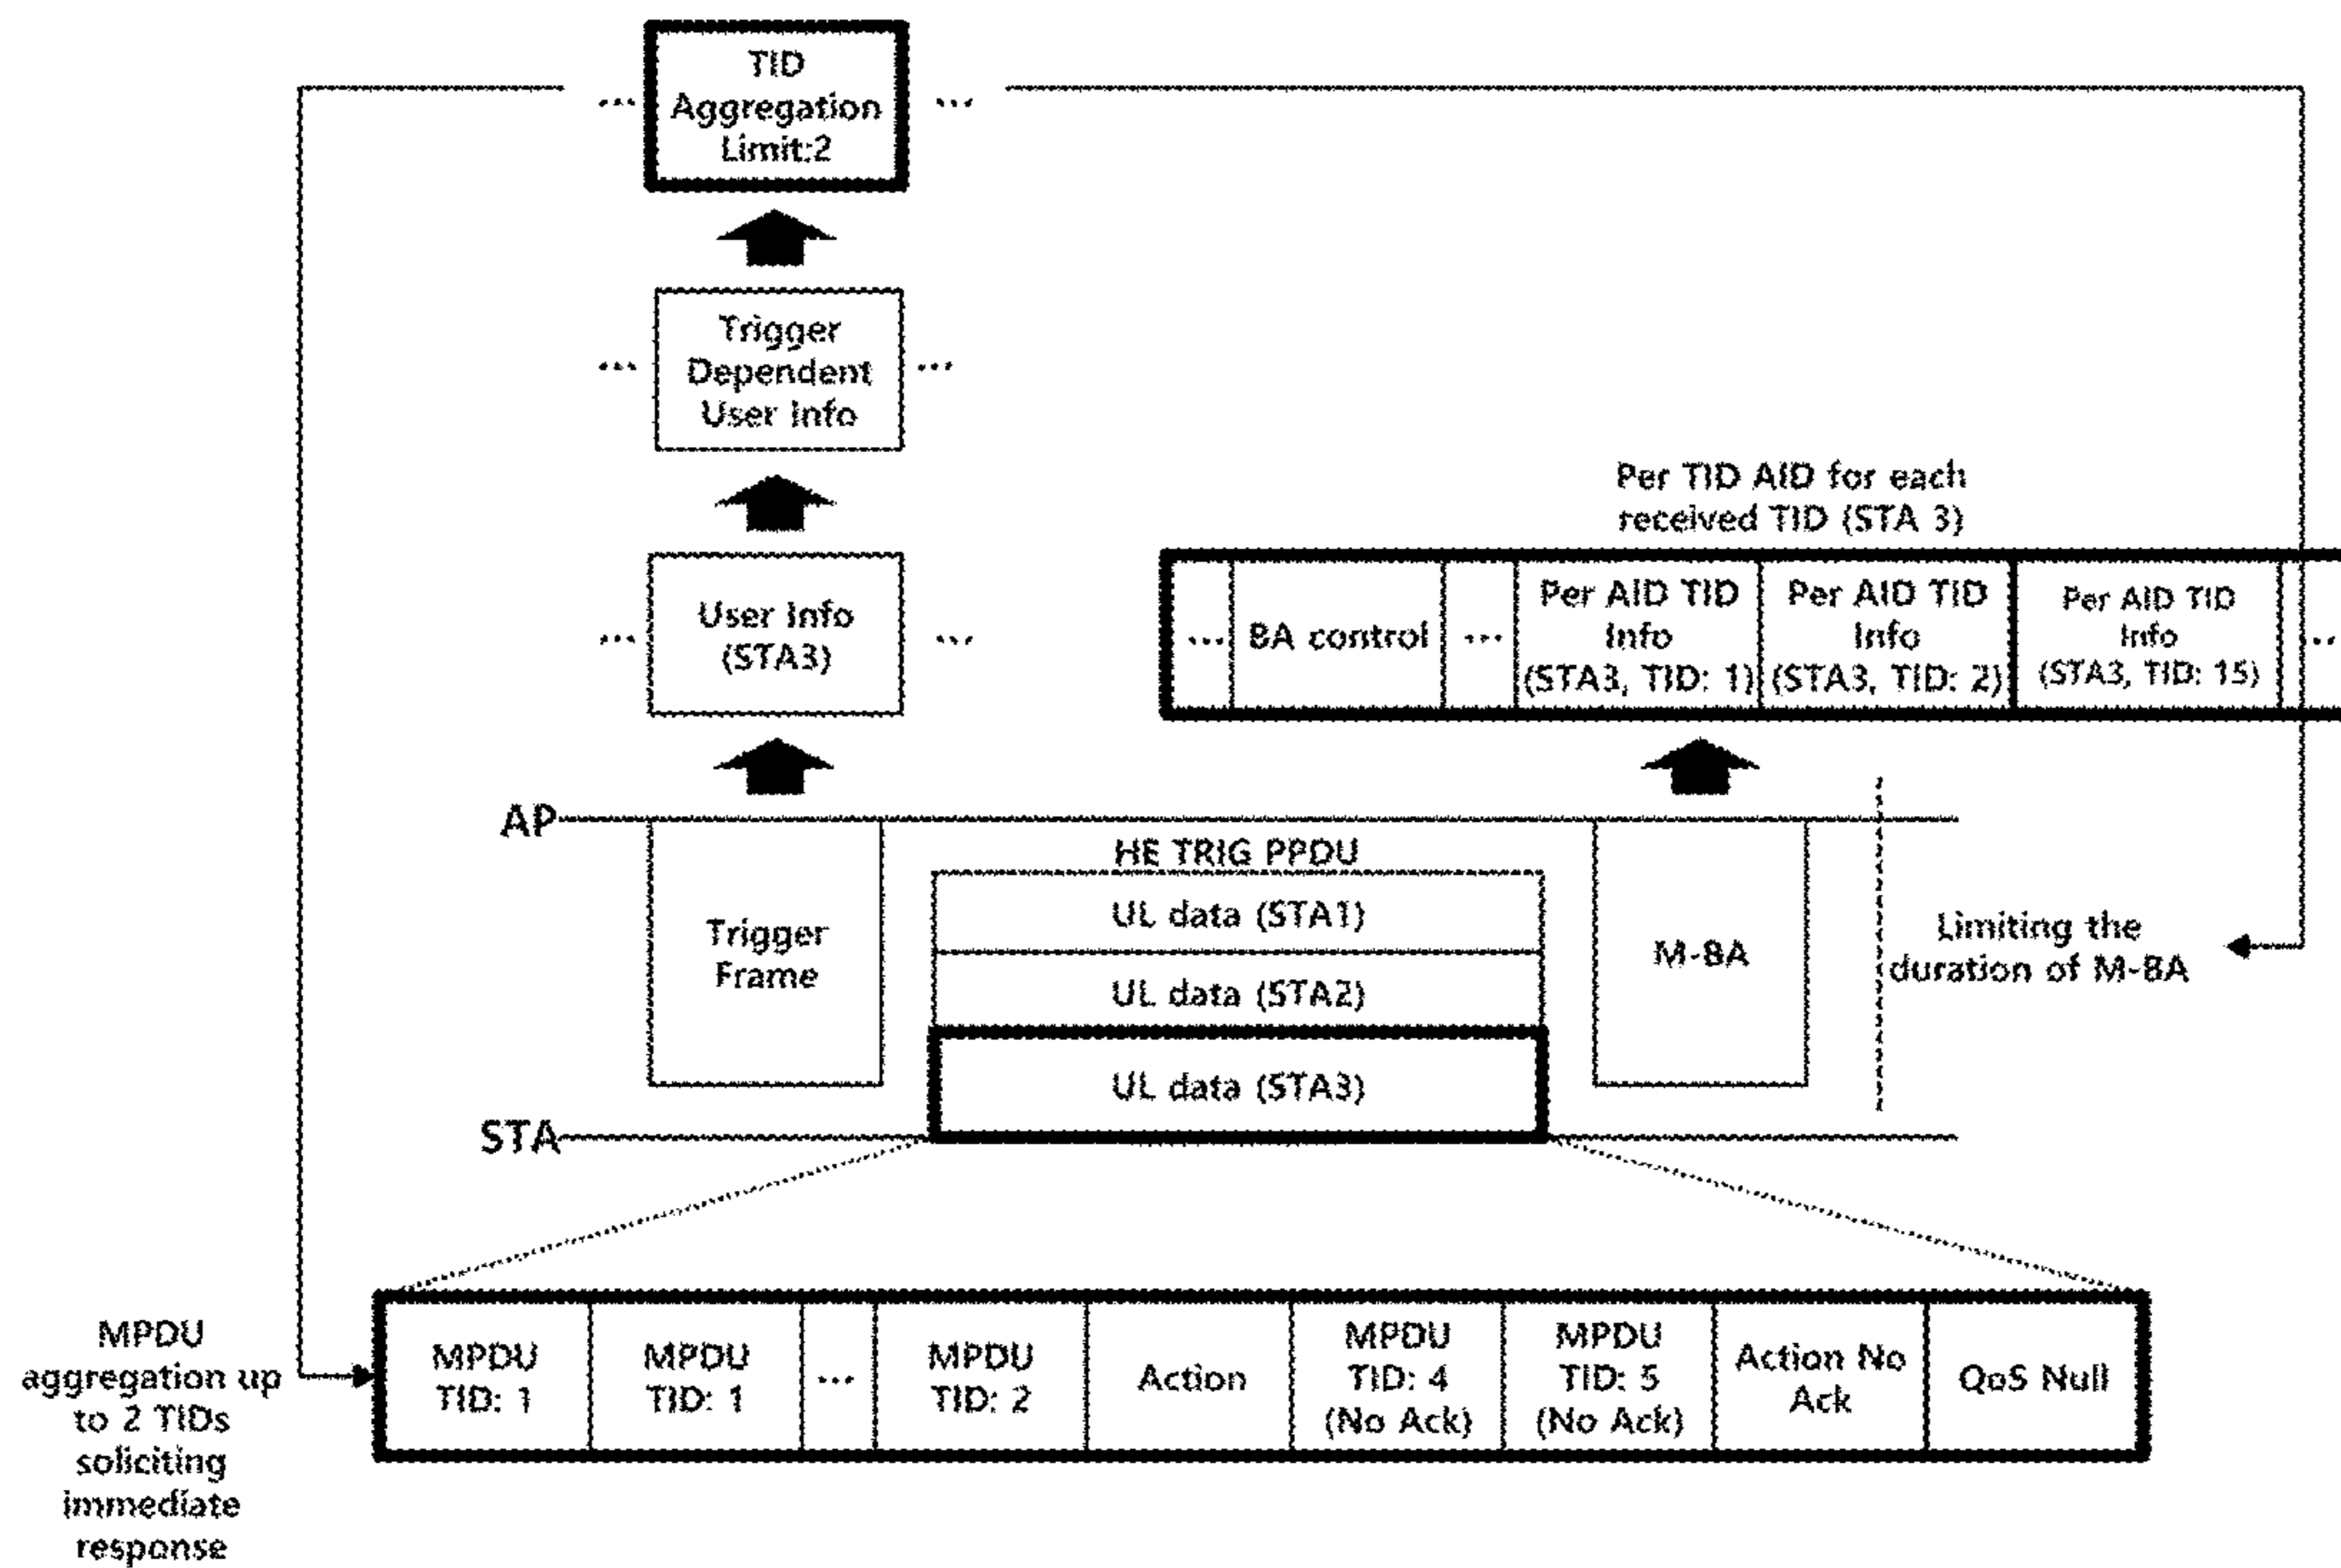 TID
Aggregation
Limit:2
...
...
Trigger
Dependent
User Info
...
...
Per TID AID for each
received TID (STA 3)
User Info
(STA3)
...
...
...
BA control
...
Per AID TID
Info
(STA3, TID: 1)
Per AID TID
Info
(STA3, TID: 2)
Per AID TID
Info
(STA3, TID: 15)
...
AP
HE TRIG PPDU
Trigger
Frame
UL data (STA1)
UL data (STA2)
UL data (STA3)
M-BA
Limiting the
duration of M-BA
STA
MPDU
aggregation up
to 2 TIDs
soliciting
immediate
response
MPDU
TID: 1
MPDU
TID: 1
...
MPDU
TID: 2
Action
MPDU
TID: 4
(No Ack)
MPDU
TID: 5
(No Ack)
Action No
Ack
QoS Null